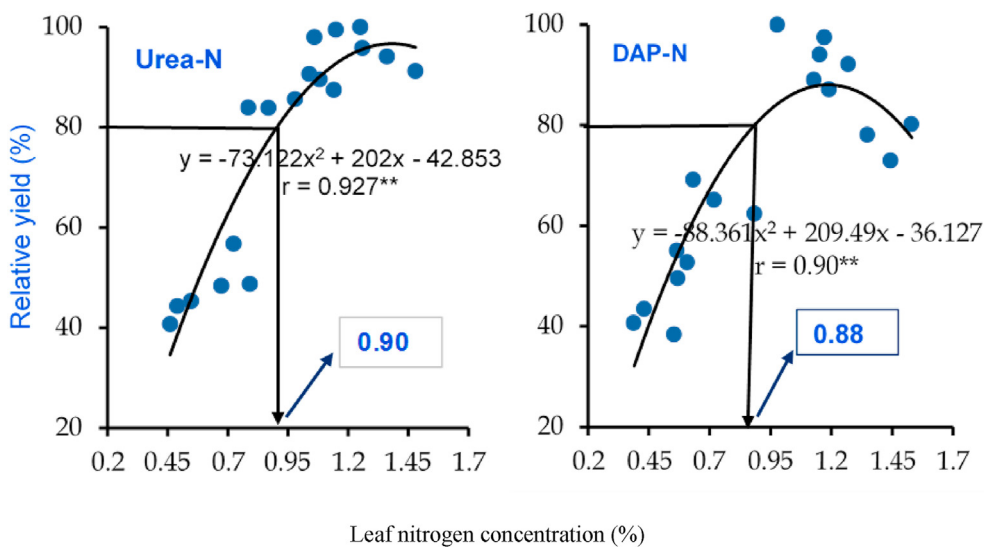 Relative yield (%)
100
80
60
40
20
Urea-N
y = -73.122x² + 202x - 42.853
r = 0.927**
0.90
0.2 0.45 0.7 0.95 1.2 1.45 1.7
100
80
60
40
20
DAP-N
y = -88.361x² + 209.49x - 36.127
r = 0.90**
0.88
0.2 0.45 0.7 0.95 1.2 1.45 1.7
Leaf nitrogen concentration (%)